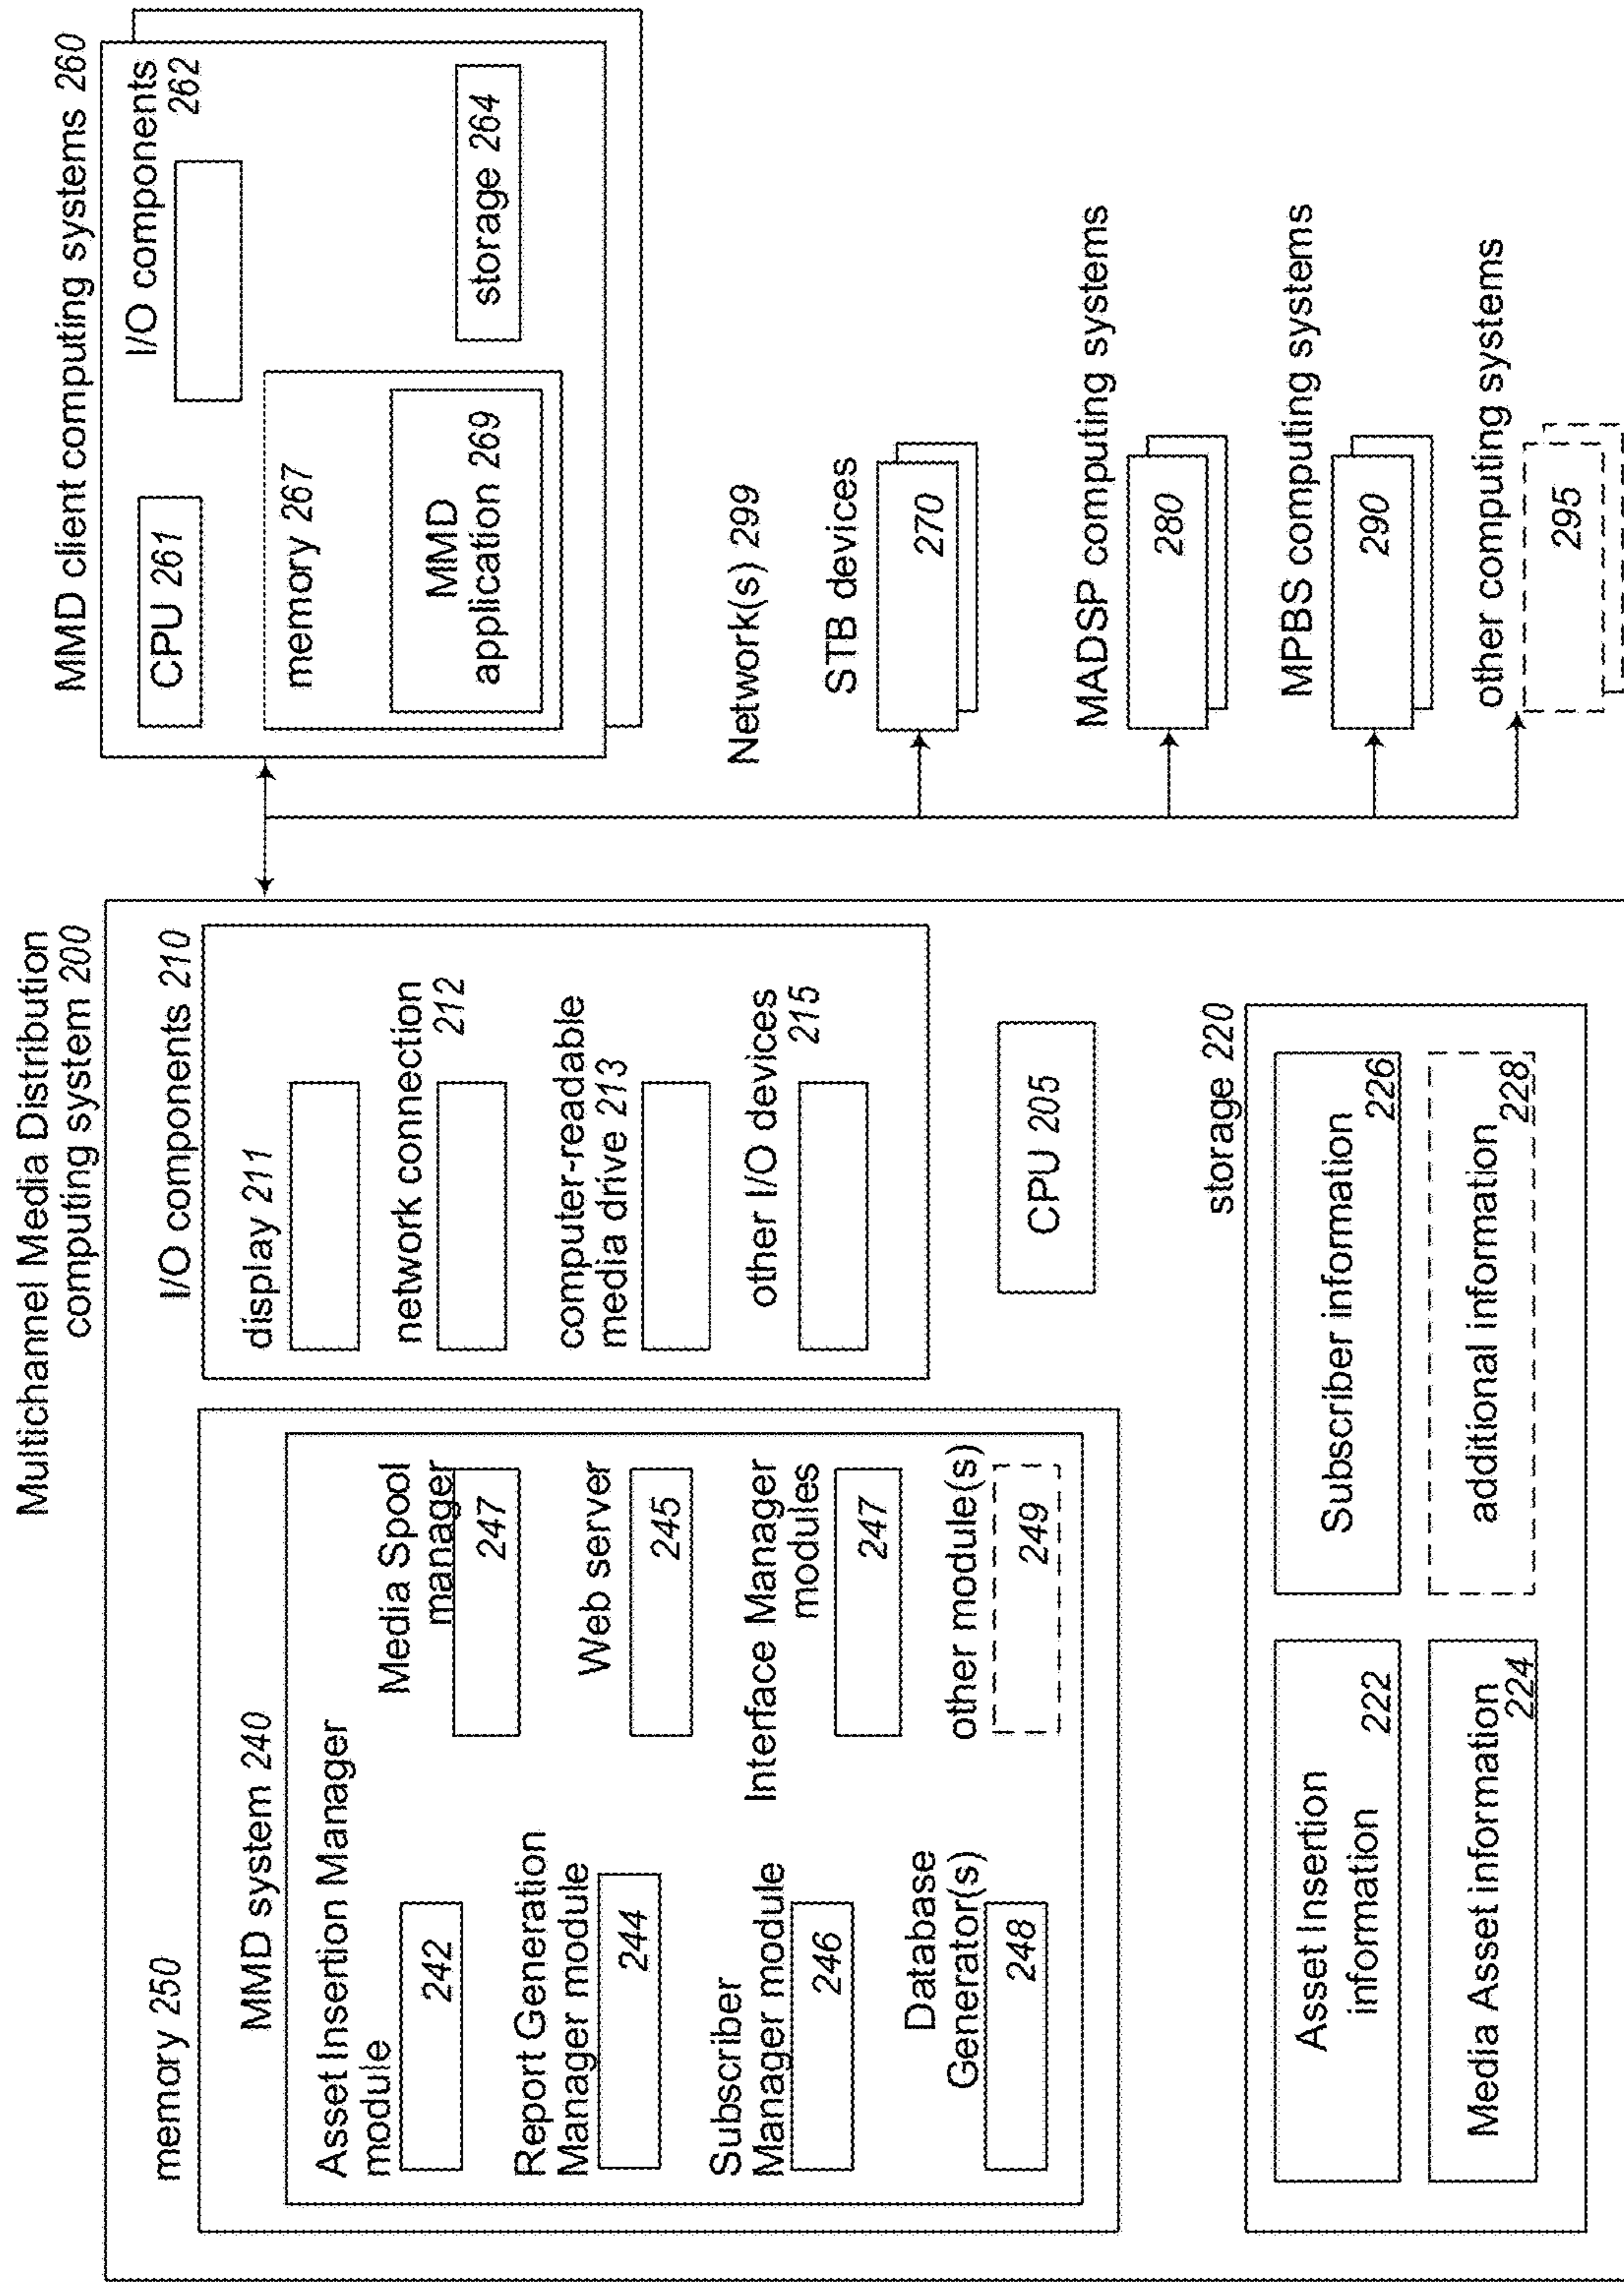 Multichannel Media Distribution
computing system 200
memory 250
MMD system 240
Asset Insertion Manager
module
242
Report Generation
Manager module
244
Subscriber
Manager module
246
Database
Generator(s)
248
Media Spool
manager
247
Web server
245
Interface Manager
modules
247
other module(s)
249
I/O components 210
display 211
network connection
212
computer-readable
media drive 213
other I/O devices
215
CPU 205
storage 220
Asset Insertion
information
222
Subscriber information
226
Media Asset information
224
additional information
228
MMD client computing systems 260
CPU 261
I/O components
262
memory 267
MMD
application 269
storage 264
Network(s) 299
STB devices
270
MADSP computing systems
280
MPBS computing systems
290
other computing systems
295